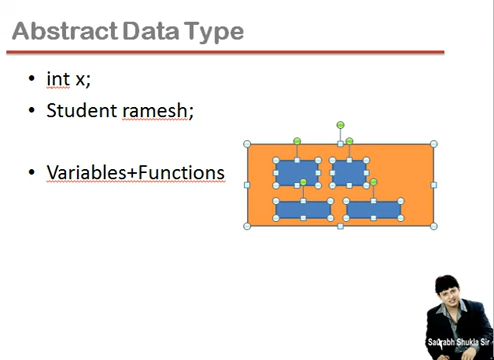 Abstract Data Type
• int x;
• Student ramesh;
• Variables+Functions
Saurabh Shukla Sir